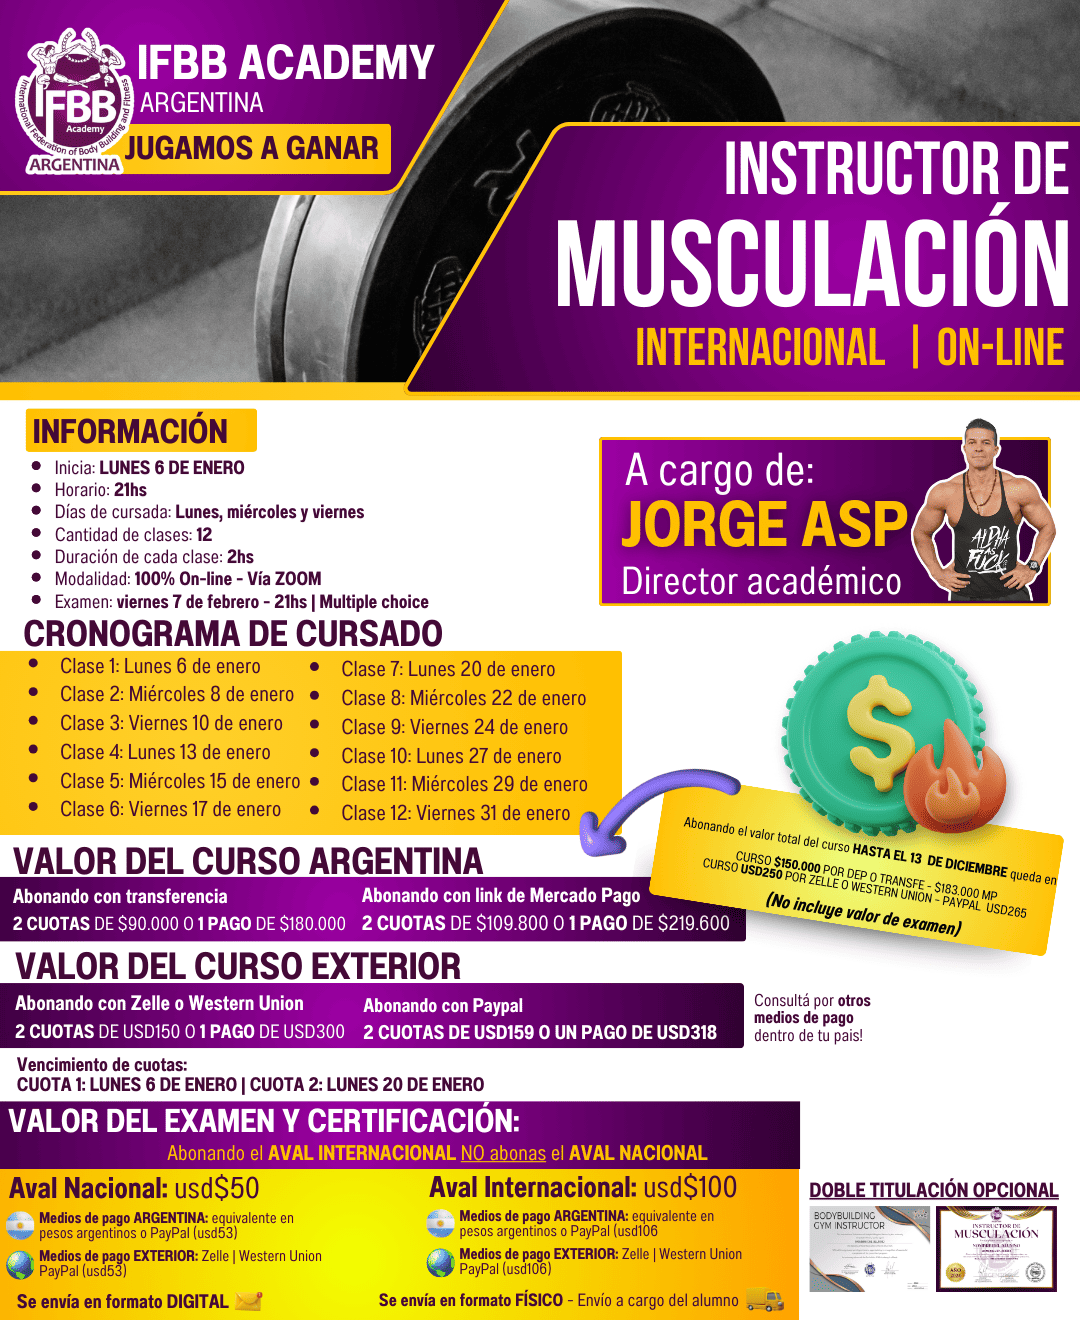 IFBB ACADEMY
ARGENTINA
JUGAMOS A GANAR
IFBB
Academy
International Federation of Body Building and Fitness
ARGENTINA
INSTRUCTOR DE
MUSCULACIÓN
INTERNACIONAL | ON-LINE
INFORMACIÓN
• Inicia: LUNES 6 DE ENERO
• Horario: 21hs
• Días de cursada: Lunes, miércoles y viernes
• Cantidad de clases: 12
• Duración de cada clase: 2hs
• Modalidad: 100% On-line - Vía ZOOM
• Examen: viernes 7 de febrero - 21hs | Multiple choice
A cargo de:
JORGE ASP
Director académico
ALPHA
AS
FUCK
CRONOGRAMA DE CURSADO
• Clase 1: Lunes 6 de enero
• Clase 2: Miércoles 8 de enero
• Clase 3: Viernes 10 de enero
• Clase 4: Lunes 13 de enero
• Clase 5: Miércoles 15 de enero
• Clase 6: Viernes 17 de enero
• Clase 7: Lunes 20 de enero
• Clase 8: Miércoles 22 de enero
• Clase 9: Viernes 24 de enero
• Clase 10: Lunes 27 de enero
• Clase 11: Miércoles 29 de enero
• Clase 12: Viernes 31 de enero
$
Abonando el valor total del curso HASTA EL 13 DE DICIEMBRE queda en
CURSO $150.000 POR DEP O TRANSFE - $183.000 MP
CURSO USD250 POR ZELLE O WESTERN UNION - PAYPAL USD265
(No incluye valor de examen)
VALOR DEL CURSO ARGENTINA
Abonando con transferencia
2 CUOTAS DE $90.000 O 1 PAGO DE $180.000
Abonando con link de Mercado Pago
2 CUOTAS DE $109.800 O 1 PAGO DE $219.600
VALOR DEL CURSO EXTERIOR
Abonando con Zelle o Western Union
2 CUOTAS DE USD150 O 1 PAGO DE USD300
Abonando con Paypal
2 CUOTAS DE USD159 O UN PAGO DE USD318
Consultá por otros
medios de pago
dentro de tu pais!
Vencimiento de cuotas:
CUOTA 1: LUNES 6 DE ENERO | CUOTA 2: LUNES 20 DE ENERO
VALOR DEL EXAMEN Y CERTIFICACIÓN:
Abonando el AVAL INTERNACIONAL NO abonas el AVAL NACIONAL
Aval Nacional: usd$50
Medios de pago ARGENTINA: equivalente en
pesos argentinos o PayPal (usd53)
Medios de pago EXTERIOR: Zelle | Western Union
PayPal (usd53)
Se envía en formato DIGITAL
Aval Internacional: usd$100
Medios de pago ARGENTINA: equivalente en
pesos argentinos o PayPal (usd106
Medios de pago EXTERIOR: Zelle | Western Union
PayPal (usd106)
Se envía en formato FÍSICO - Envío a cargo del alumno
DOBLE TITULACIÓN OPCIONAL
BODYBUILDING
GYM INSTRUCTOR
INSTRUCTOR DE
MUSCULACIÓN